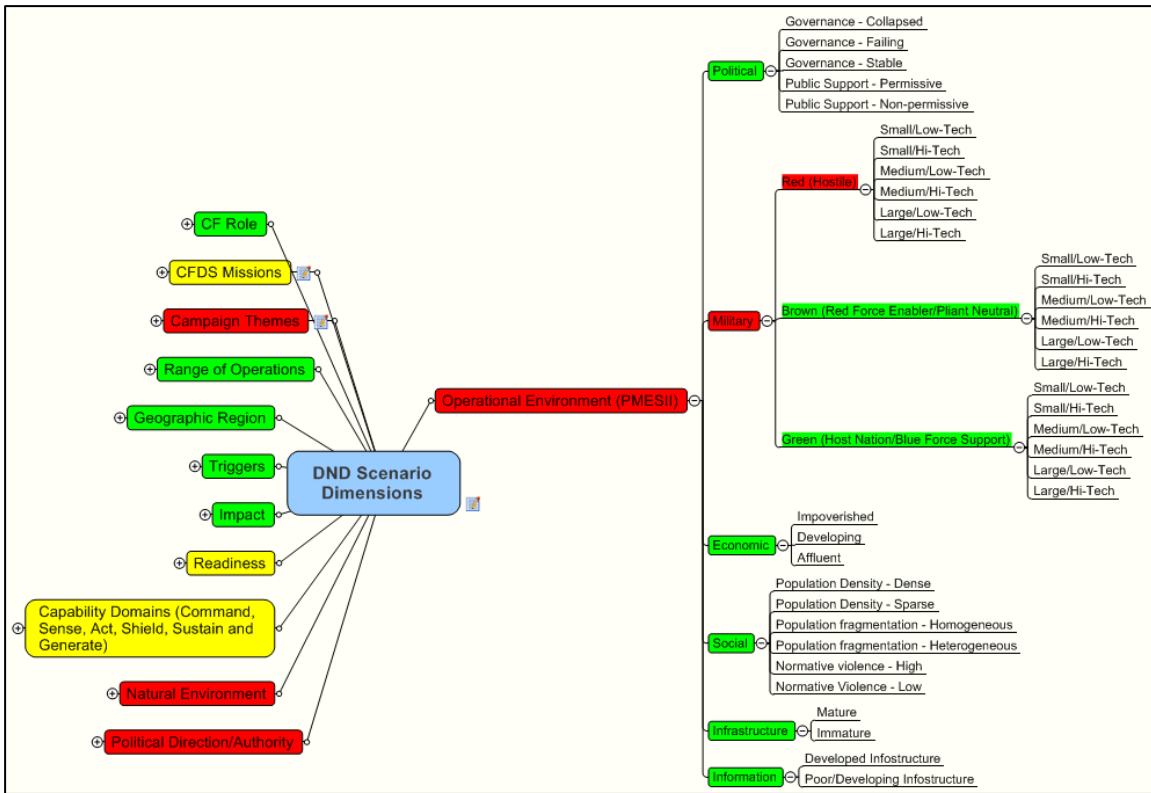 CF Role
CFDS Missions
Campaign Themes
Range of Operations
Geographic Region
Triggers
Impact
Readiness
Capability Domains (Command,
Sense, Act, Shield, Sustain and
Generate)
Natural Environment
Political Direction/Authority
DND Scenario
Dimensions
Operational Environment (PMESII)
Political
Governance - Collapsed
Governance - Failing
Governance - Stable
Public Support - Permissive
Public Support - Non-permissive
Military
Red (Hostile)
Small/Low-Tech
Small/Hi-Tech
Medium/Low-Tech
Medium/Hi-Tech
Large/Low-Tech
Large/Hi-Tech
Brown (Red Force Enabler/Pliant Neutral)
Small/Low-Tech
Small/Hi-Tech
Medium/Low-Tech
Medium/Hi-Tech
Large/Low-Tech
Large/Hi-Tech
Green (Host Nation/Blue Force Support)
Small/Low-Tech
Small/Hi-Tech
Medium/Low-Tech
Medium/Hi-Tech
Large/Low-Tech
Large/Hi-Tech
Economic
Impoverished
Developing
Affluent
Social
Population Density - Dense
Population Density - Sparse
Population fragmentation - Homogeneous
Population fragmentation - Heterogeneous
Normative violence - High
Normative Violence - Low
Infrastructure
Mature
Immature
Information
Developed Infostructure
Poor/Developing Infostructure